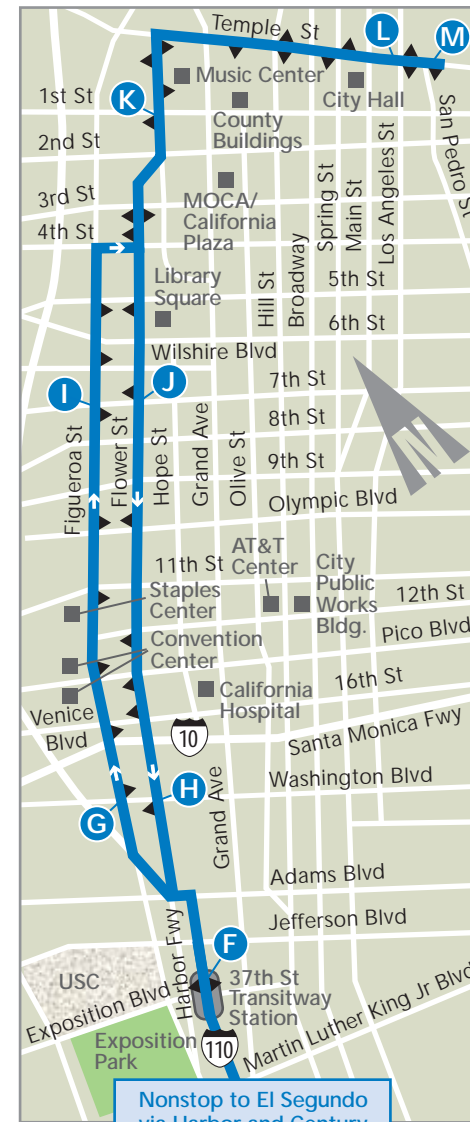 Temple St
L
M
Music Center
City Hall
1st St
K
County
Buildings
2nd St
San Pedro St
3rd St
MOCA/
California
Plaza
4th St
Spring St
Main St
Los Angeles St
Library
Square
Hill St
Broadway
5th St
6th St
Wilshire Blvd
I
J
7th St
8th St
Figueroa St
Flower St
Hope St
Grand Ave
Olive St
9th St
N
Olympic Blvd
11th St
AT&T
Center
City
Public
Works
Bldg.
12th St
Staples
Center
Pico Blvd
Convention
Center
16th St
California
Hospital
Venice
Blvd
10
Santa Monica Fwy
Washington Blvd
G
H
Grand Ave
Adams Blvd
Jefferson Blvd
Harbor Fwy
F
USC
37th St
Transitway
Station
Exposition Blvd
Exposition
Park
110
Martin Luther King Jr Blvd
Nonstop to El Segundo
via Harbor and Century